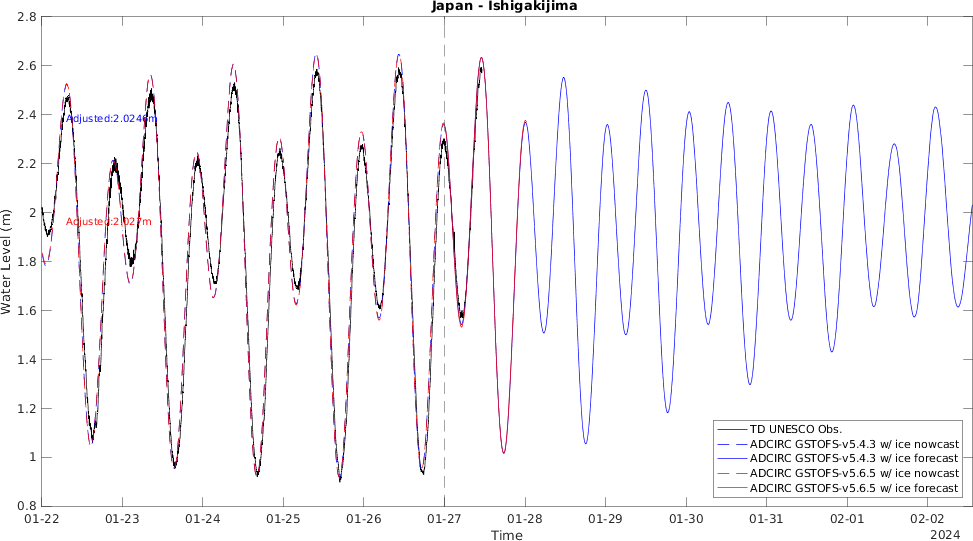 Japan - Ishigakijima
Water Level (m)
2.8
2.6
2.4
2.2
2
1.8
1.6
1.4
1.2
1
0.8
Adjusted:2.0246m
Adjusted:2.027m
TD UNESCO Obs.
ADCIRC GSTOFS-v5.4.3 w/ ice nowcast
ADCIRC GSTOFS-v5.4.3 w/ ice forecast
ADCIRC GSTOFS-v5.6.5 w/ ice nowcast
ADCIRC GSTOFS-v5.6.5 w/ ice forecast
01-22 01-23 01-24 01-25 01-26 01-27 01-28 01-29 01-30 01-31 02-01 02-02
Time
2024